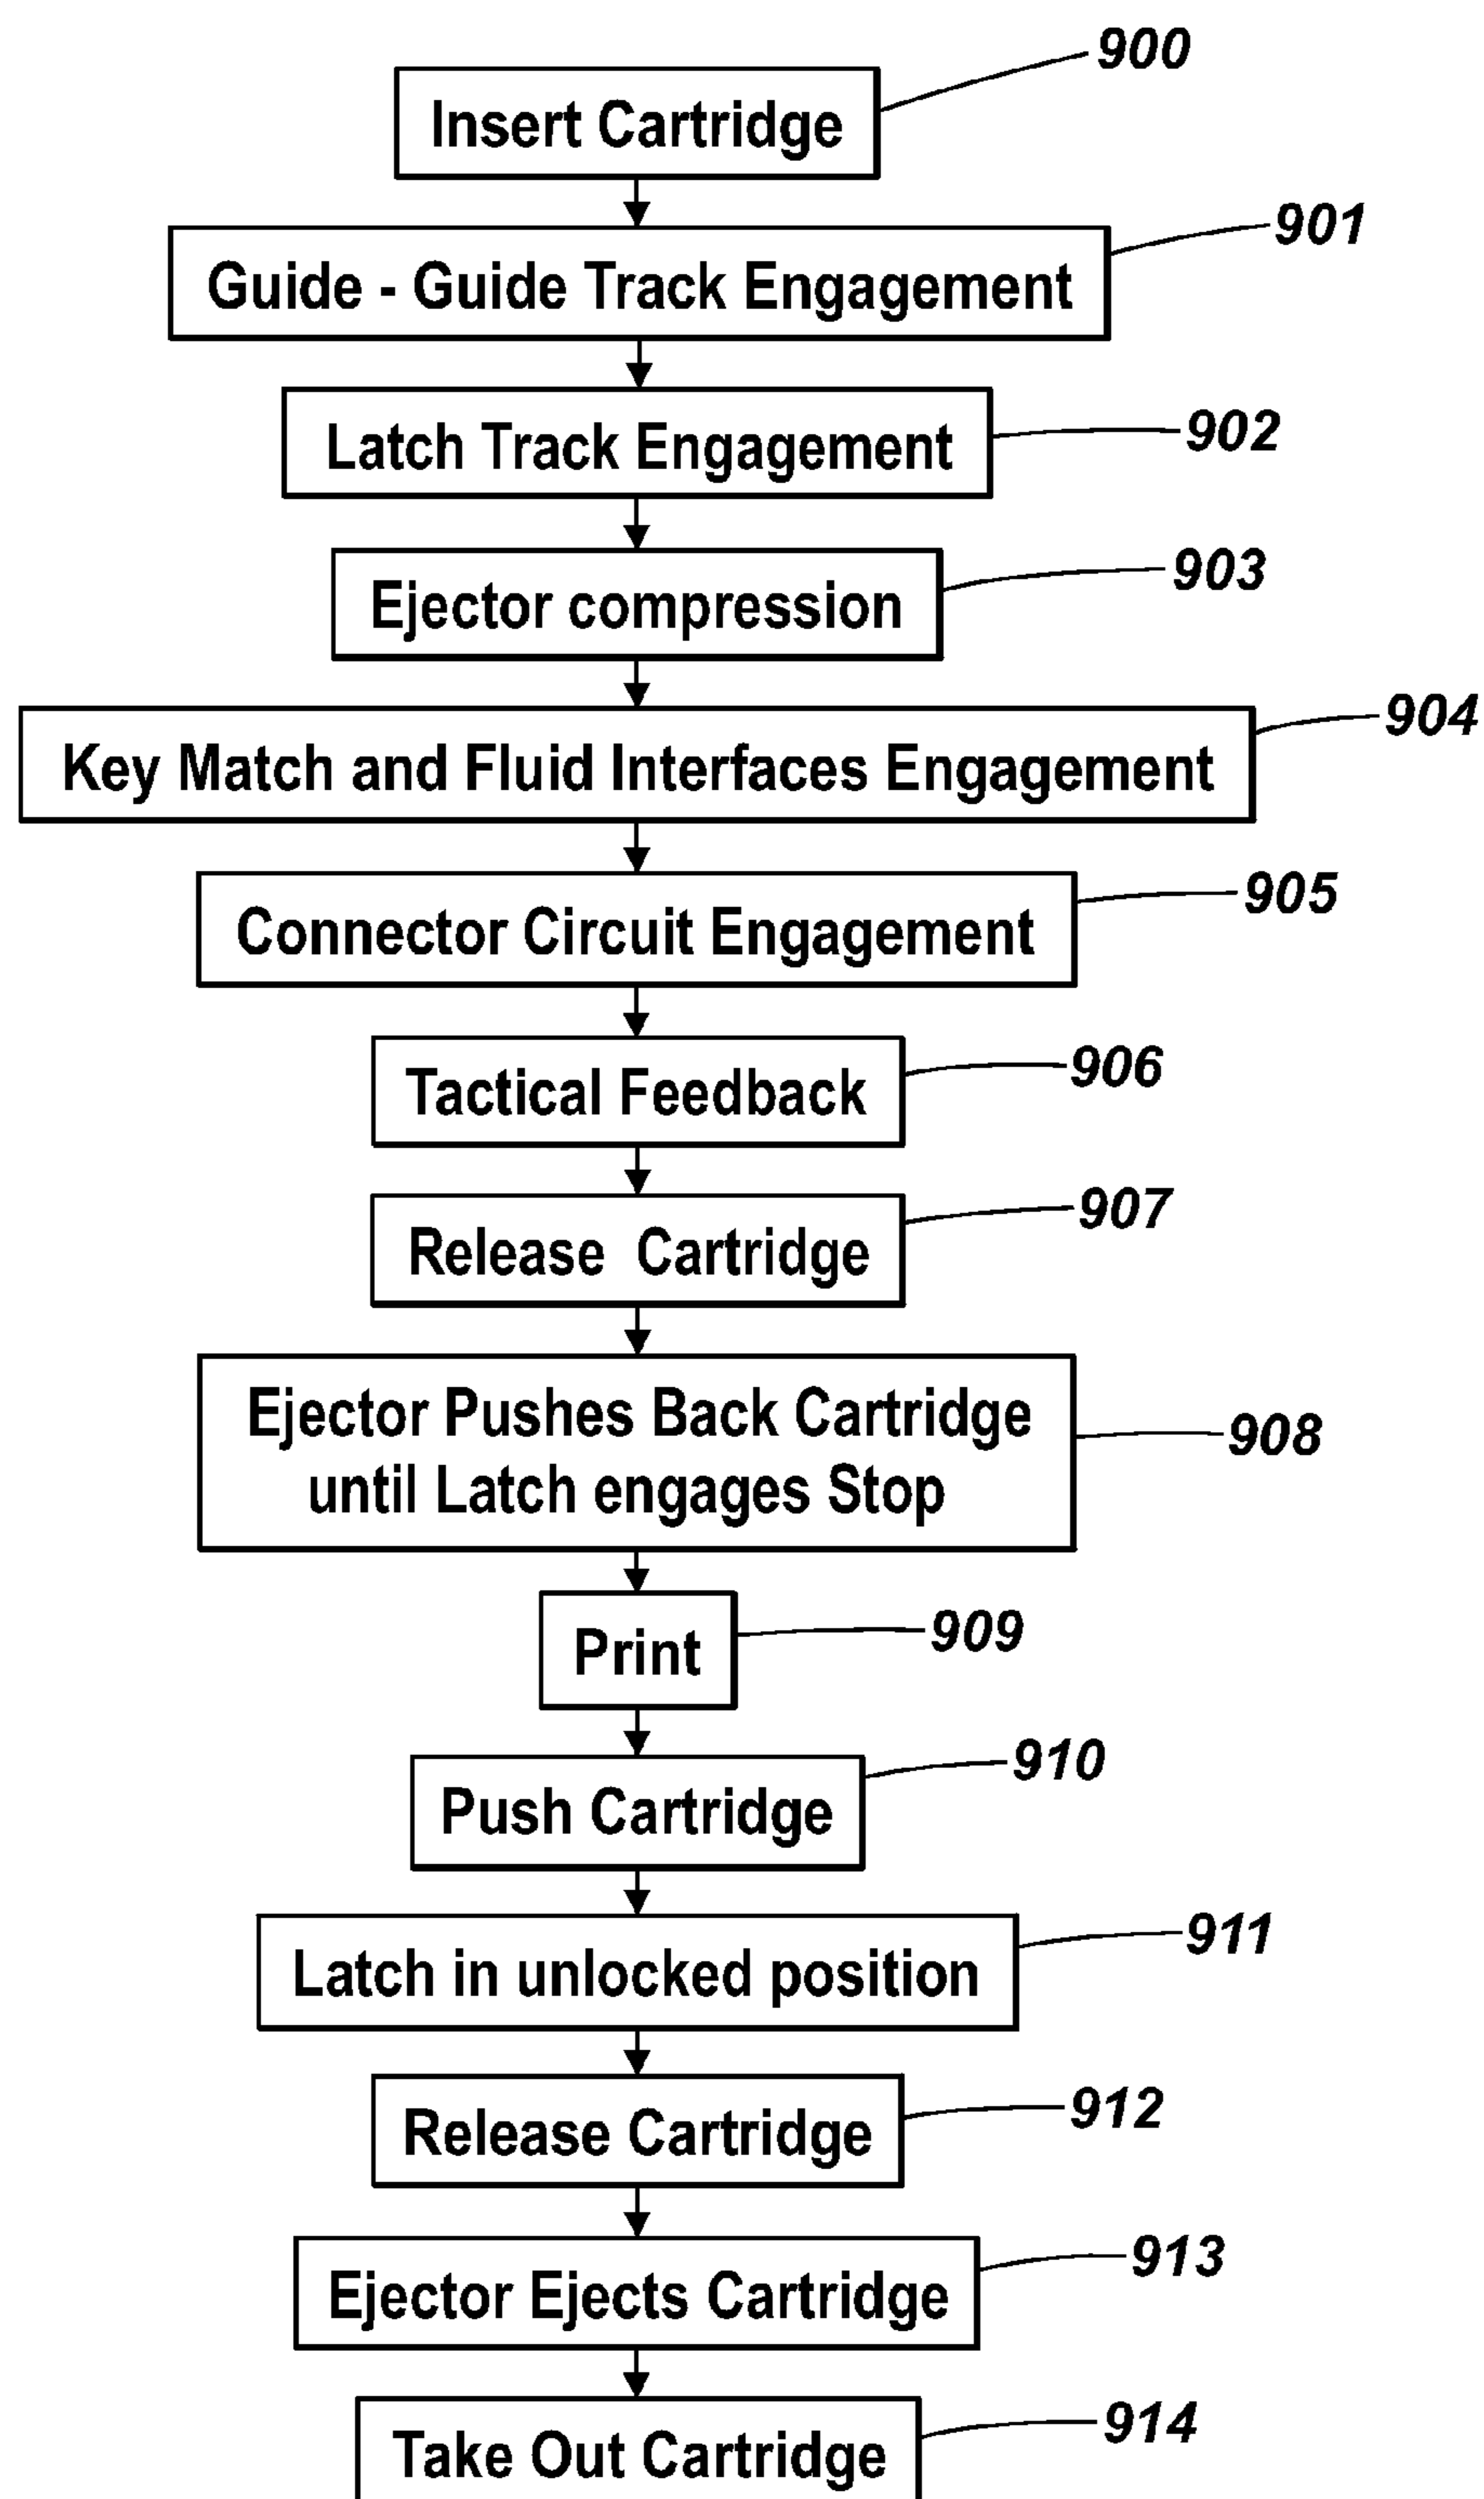 900
Insert Cartridge
901
Guide - Guide Track Engagement
902
Latch Track Engagement
903
Ejector compression
904
Key Match and Fluid Interfaces Engagement
905
Connector Circuit Engagement
906
Tactical Feedback
907
Release Cartridge
Ejector Pushes Back Cartridge
908
until Latch engages Stop
909
Print
910
Push Cartridge
911
Latch in unlocked position
912
Release Cartridge
913
Ejector Ejects Cartridge
914
Take Out Cartridge